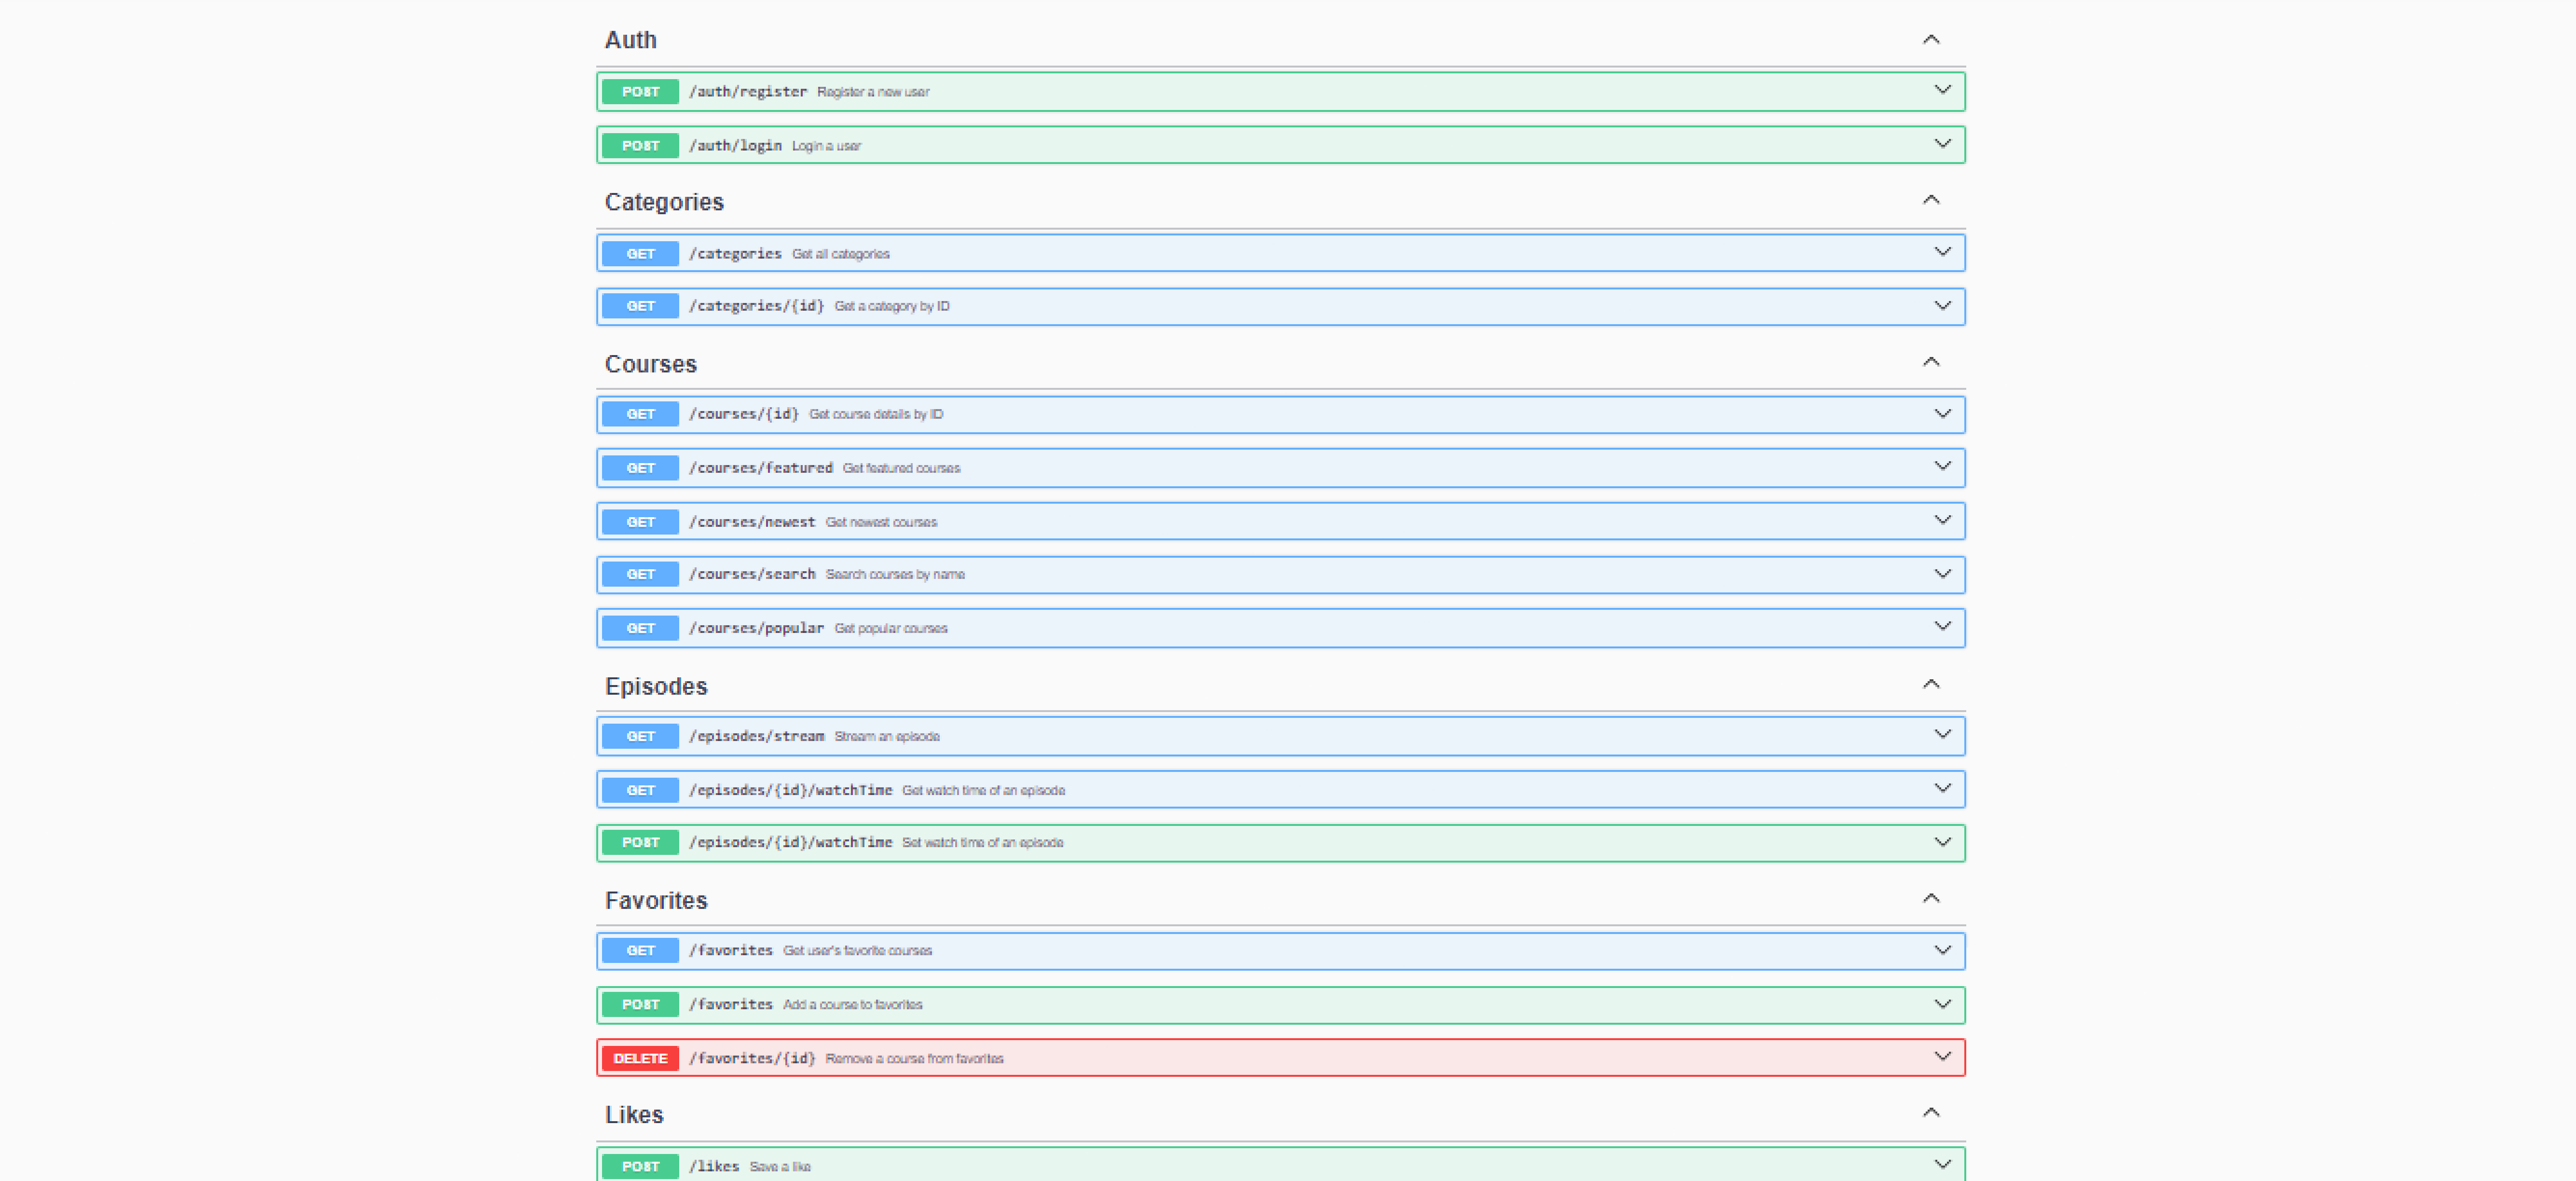 Auth
POST /auth/register Register a new user
POST /auth/login Login a user
Categories
GET /categories Get all categories
GET /categories/{id} Get a category by ID
Courses
GET /courses/{id} Get course details by ID
GET /courses/featured Get featured courses
GET /courses/newest Get newest courses
GET /courses/search Search courses by name
GET /courses/popular Get popular courses
Episodes
GET /episodes/stream Stream an episode
GET /episodes/{id}/watchTime Get watch time of an episode
POST /episodes/{id}/watchTime Set watch time of an episode
Favorites
GET /favorites Get user's favorite courses
POST /favorites Add a course to favorites
DELETE /favorites/{id} Remove a course from favorites
Likes
POST /likes Save a like